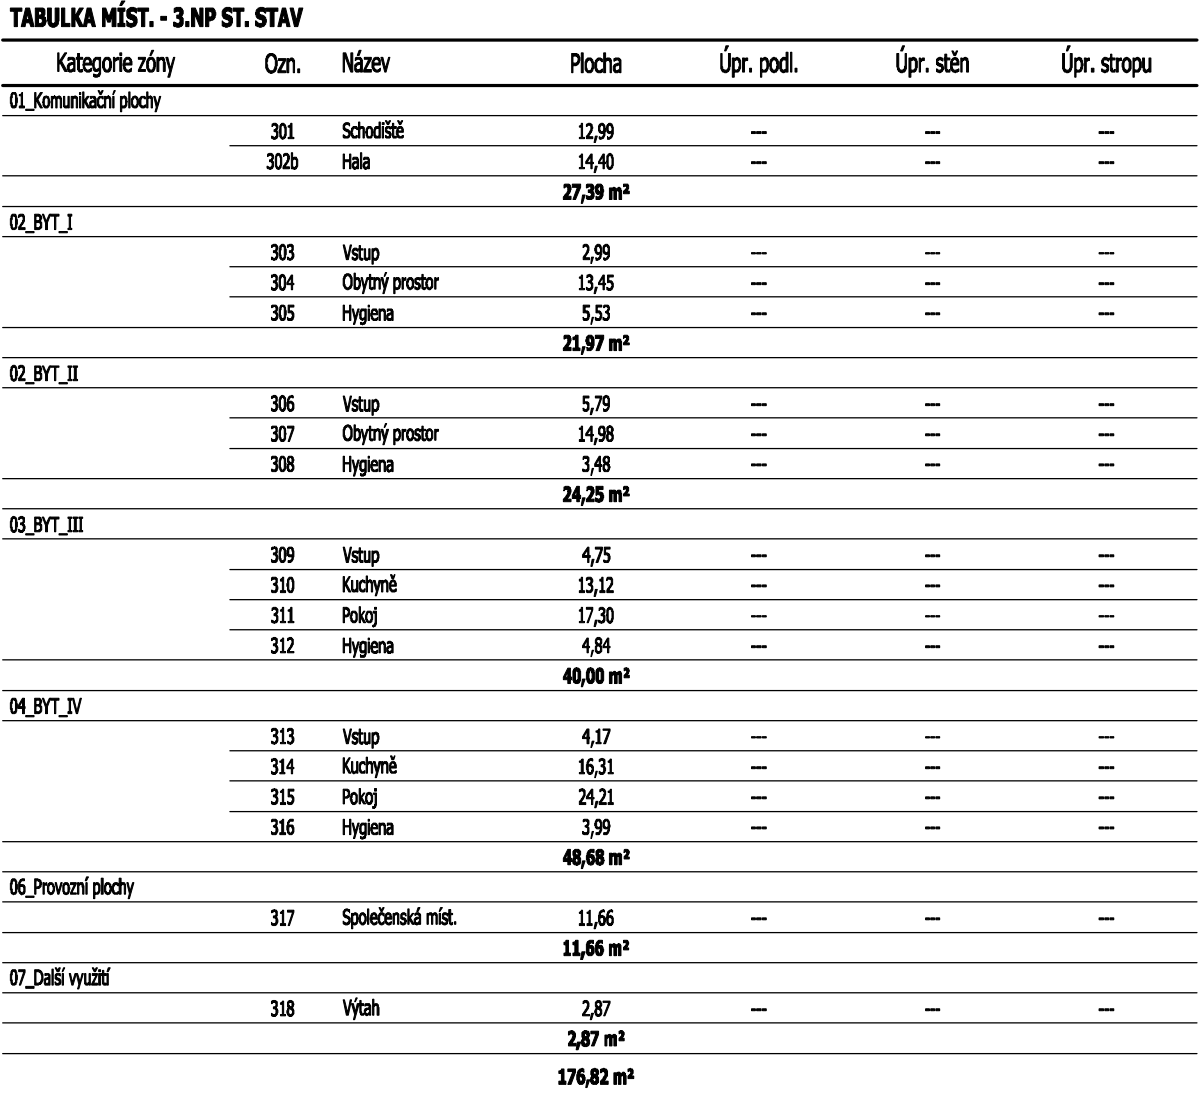 TABULKA MÍST. - 3.NP ST. STAV
Kategorie zóny Ozn. Název Plocha Úpr. podl. Úpr. stěn Úpr. stropu
01_Komunikační plochy
301 Schodiště 12,99 --- --- ---
302b Hala 14,40 --- --- ---
27,39 m²
02_BYT_I
303 Vstup 2,99 --- --- ---
304 Obytný prostor 13,45 --- --- ---
305 Hygiena 5,53 --- --- ---
21,97 m²
02_BYT_II
306 Vstup 5,79 --- --- ---
307 Obytný prostor 14,98 --- --- ---
308 Hygiena 3,48 --- --- ---
24,25 m²
03_BYT_III
309 Vstup 4,75 --- --- ---
310 Kuchyně 13,12 --- --- ---
311 Pokoj 17,30 --- --- ---
312 Hygiena 4,84 --- --- ---
40,00 m²
04_BYT_IV
313 Vstup 4,17 --- --- ---
314 Kuchyně 16,31 --- --- ---
315 Pokoj 24,21 --- --- ---
316 Hygiena 3,99 --- --- ---
48,68 m²
06_Provozní plochy
317 Společenská míst. 11,66 --- --- ---
11,66 m²
07_Další využití
318 Výtah 2,87 --- --- ---
2,87 m²
176,82 m²